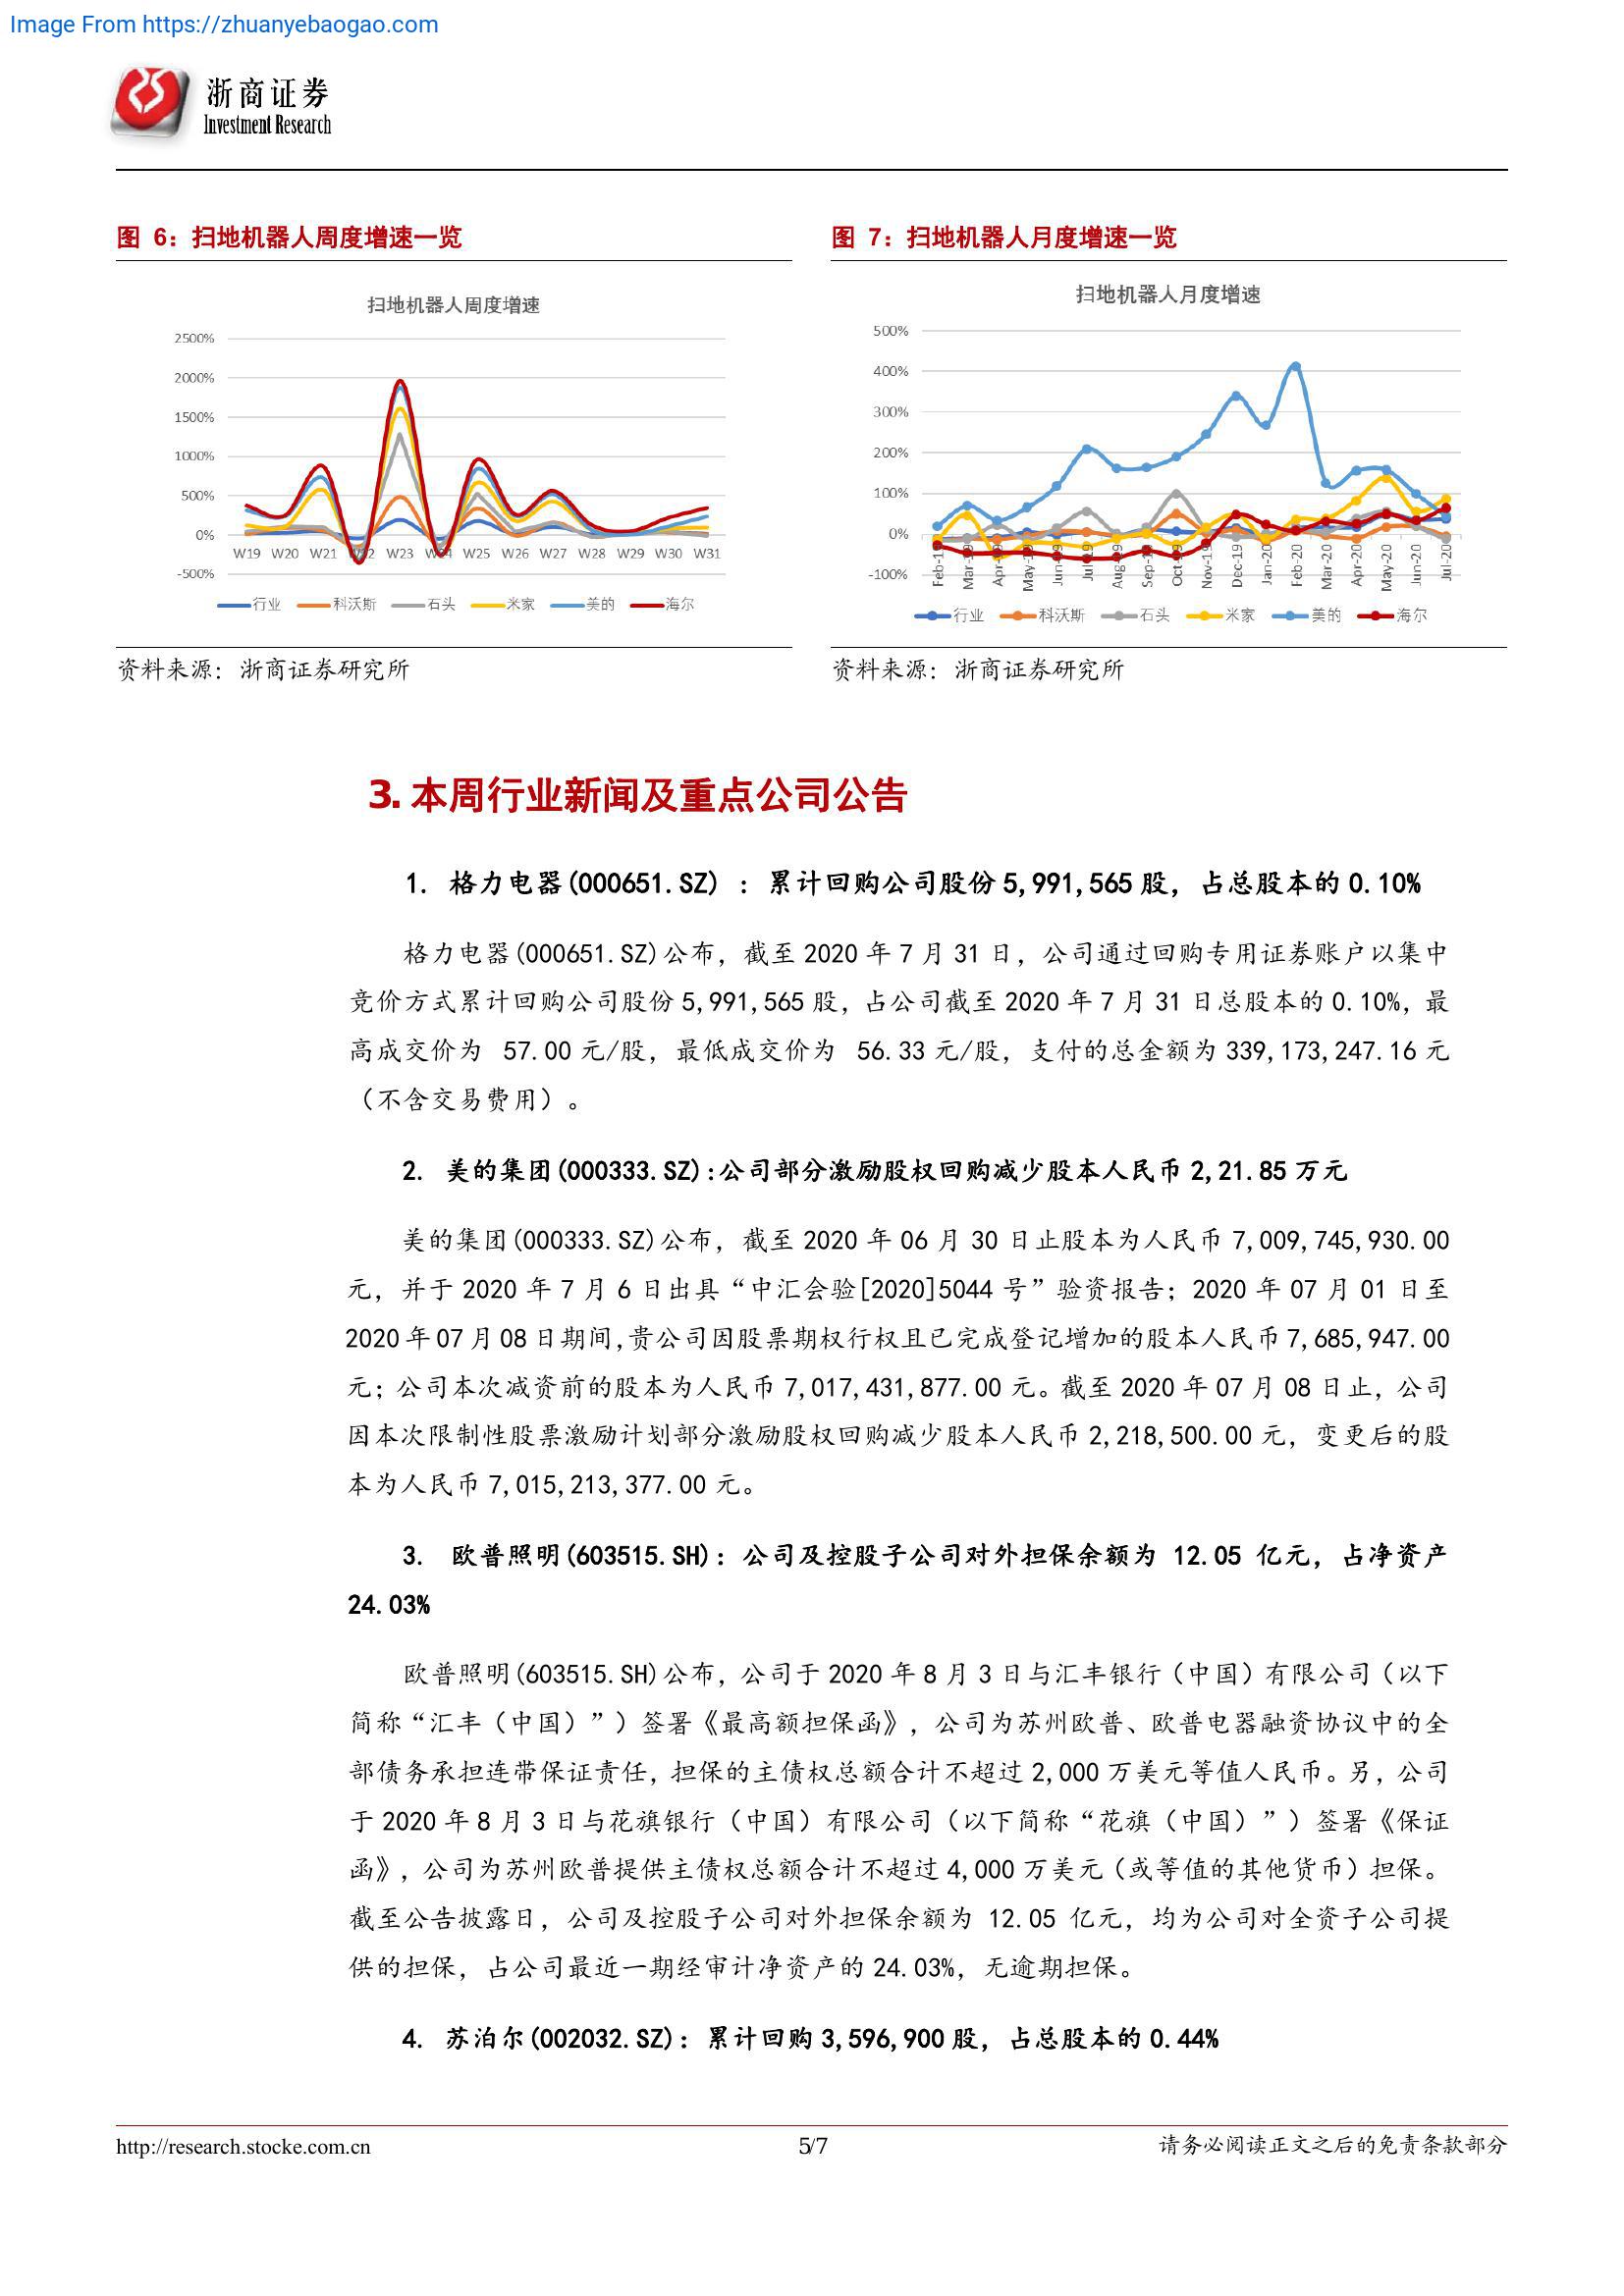 Image From https://zhuanyebaogao.com
浙商证券
Investment Research
图 6：扫地机器人周度增速一览
扫地机器人周度增速
2500%
2000%
1500%
1000%
500%
0%
-500%
W19 W20 W21 W23 W25 W26 W27 W28 W29 W30 W31
行业 科沃斯 石头 米家 美的 海尔
资料来源：浙商证券研究所
图 7：扫地机器人月度增速一览
扫地机器人月度增速
500%
400%
300%
200%
100%
0%
-100%
Nov-19 Dec-19 Jan-20 Feb-20 Mar-20 Apr-20 May-20 Jun-20 Jul-20
行业 科沃斯 石头 米家 美的 海尔
资料来源：浙商证券研究所
3. 本周行业新闻及重点公司公告
1. 格力电器(000651.SZ) ：累计回购公司股份 5,991,565 股，占总股本的 0.10%
格力电器(000651.SZ)公布，截至 2020 年 7 月 31 日，公司通过回购专用证券账户以集中
竞价方式累计回购公司股份 5,991,565 股，占公司截至 2020 年 7 月 31 日总股本的 0.10%，最
高成交价为 57.00 元/股，最低成交价为 56.33 元/股，支付的总金额为 339,173,247.16 元
（不含交易费用）。
2. 美的集团(000333.SZ):公司部分激励股权回购减少股本人民币 2,21.85 万元
美的集团(000333.SZ)公布，截至 2020 年 06 月 30 日止股本为人民币 7,009,745,930.00
元，并于 2020 年 7 月 6 日出具“中汇会验[2020]5044 号”验资报告；2020 年 07 月 01 日至
2020 年 07 月 08 日期间,贵公司因股票期权行权且已完成登记增加的股本人民币 7,685,947.00
元；公司本次减资前的股本为人民币 7,017,431,877.00 元。截至 2020 年 07 月 08 日止，公司
因本次限制性股票激励计划部分激励股权回购减少股本人民币 2,218,500.00 元，变更后的股
本为人民币 7,015,213,377.00 元。
3. 欧普照明(603515.SH)：公司及控股子公司对外担保余额为 12.05 亿元，占净资产
24.03%
欧普照明(603515.SH)公布，公司于 2020 年 8 月 3 日与汇丰银行（中国）有限公司（以下
简称“汇丰（中国）”）签署《最高额担保函》，公司为苏州欧普、欧普电器融资协议中的全
部债务承担连带保证责任，担保的主债权总额合计不超过 2,000 万美元等值人民币。另，公司
于 2020 年 8 月 3 日与花旗银行（中国）有限公司（以下简称“花旗（中国）”）签署《保证
函》，公司为苏州欧普提供主债权总额合计不超过 4,000 万美元（或等值的其他货币）担保。
截至公告披露日，公司及控股子公司对外担保余额为 12.05 亿元，均为公司对全资子公司提
供的担保，占公司最近一期经审计净资产的 24.03%，无逾期担保。
4. 苏泊尔(002032.SZ)：累计回购 3,596,900 股，占总股本的 0.44%
http://research.stocke.com.cn
5/7
请务必阅读正文之后的免责条款部分